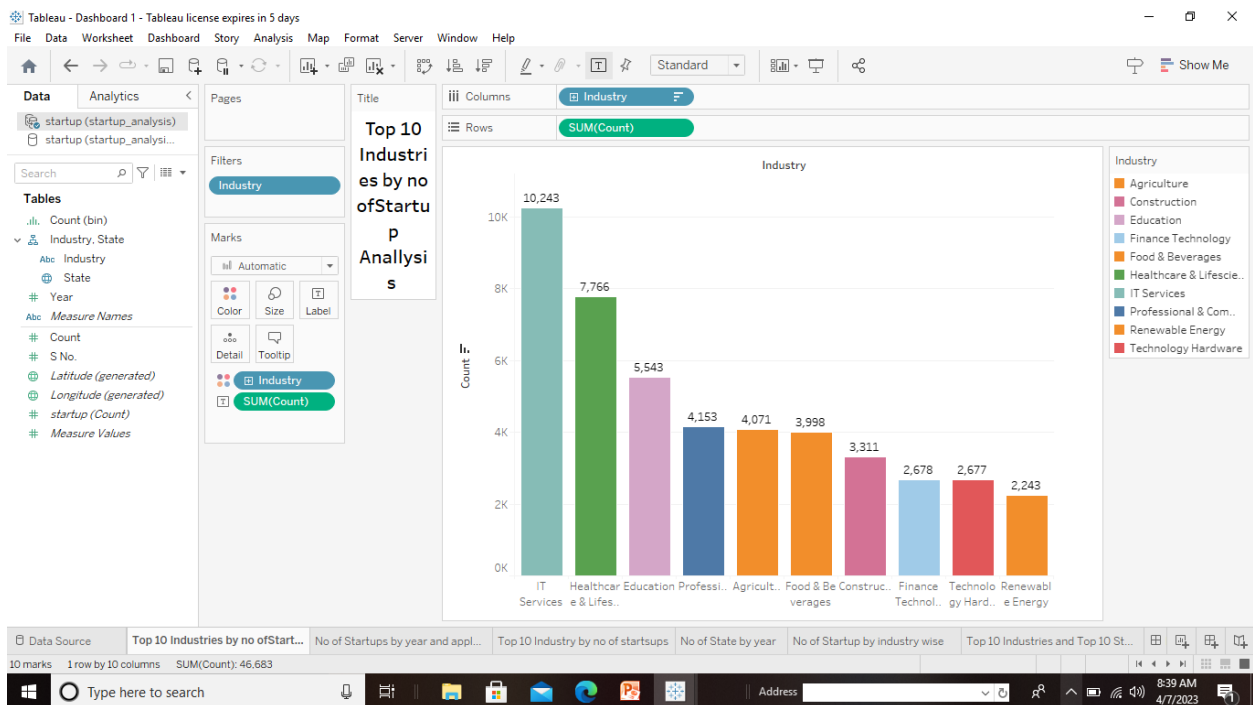 Tableau - Dashboard 1 - Tableau license expires in 5 days
File Data Worksheet Dashboard Story Analysis Map Format Server Window Help
Standard
Show Me
Data Analytics
startup (startup_analysis)
startup (startup_analysi...
Search
Tables
Count (bin)
Industry, State
Abc Industry
State
# Year
Abc Measure Names
# Count
# S No.
Latitude (generated)
Longitude (generated)
# startup (Count)
# Measure Values
Pages
Filters
Industry
Marks
Automatic
Color Size Label
Detail Tooltip
Industry
SUM(Count)
Title
Top 10
Industri
es by no
ofStartu
p
Anallysi
s
Columns
Industry
Rows
SUM(Count)
Industry
Count
10K
8K
6K
4K
2K
0K
10,243
7,766
5,543
4,153
4,071
3,998
3,311
2,678
2,677
2,243
IT Healthcar Education Professi.. Agricult.. Food & Be Construc.. Finance Technolo Renewabl
Services e & Lifes.. verages Technol.. gy Hard.. e Energy
Industry
Agriculture
Construction
Education
Finance Technology
Food & Beverages
Healthcare & Lifescie..
IT Services
Professional & Com..
Renewable Energy
Technology Hardware
Data Source Top 10 Industries by no ofStart... No of Startups by year and appl... Top 10 Industry by no of starsups No of State by year No of Startup by industry wise Top 10 Industries and Top 10 St...
10 marks 1 row by 10 columns SUM(Count): 46,683
Type here to search
Address
8:39 AM
4/7/2023
1